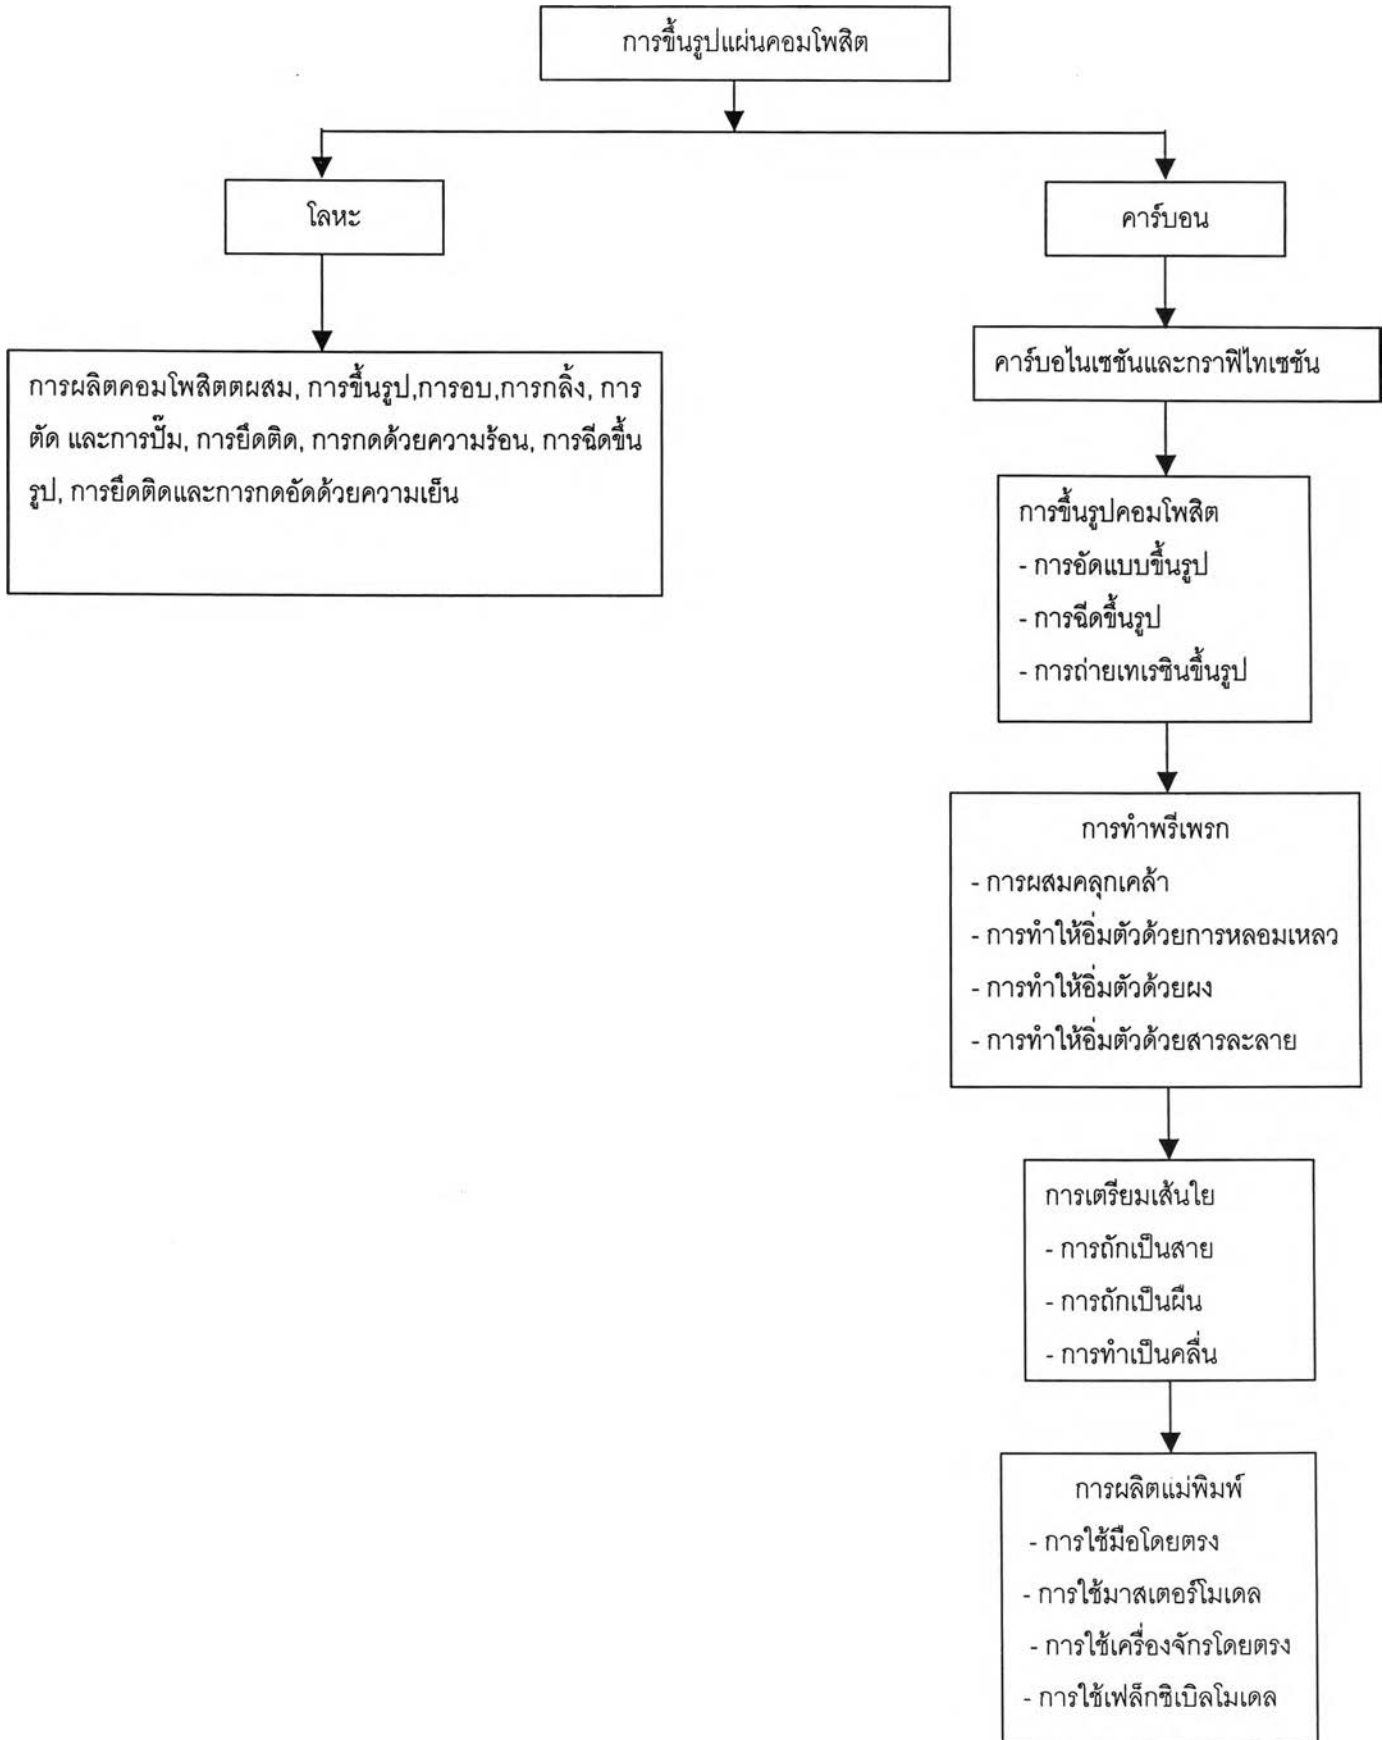 การขึ้นรูปแผ่นคอมโพสิต
โลหะ
คาร์บอน
การผลิตคอมโพสิตตผสม, การขึ้นรูป,การอบ,การกลิ้ง, การ
ตัด และการปั๊ม, การยึดติด, การกดด้วยความร้อน, การฉีดขึ้น
รูป, การยึดติดและการกดอัดด้วยความเย็น
คาร์บอไนเซชันและกราฟิไทเซชัน
การขึ้นรูปคอมโพสิต
- การอัดแบบขึ้นรูป
- การฉีดขึ้นรูป
- การถ่ายเทเรซินขึ้นรูป
การทำพรีเพรก
- การผสมคลุกเคล้า
- การทำให้อิ่มตัวด้วยการหลอมเหลว
- การทำให้อิ่มตัวด้วยผง
- การทำให้อิ่มตัวด้วยสารละลาย
การเตรียมเส้นใย
- การถักเป็นสาย
- การถักเป็นผืน
- การทำเป็นคลื่น
การผลิตแม่พิมพ์
- การใช้มือโดยตรง
- การใช้มาสเตอร์โมเดล
- การใช้เครื่องจักรโดยตรง
- การใช้เฟล็กซิเบิลโมเดล